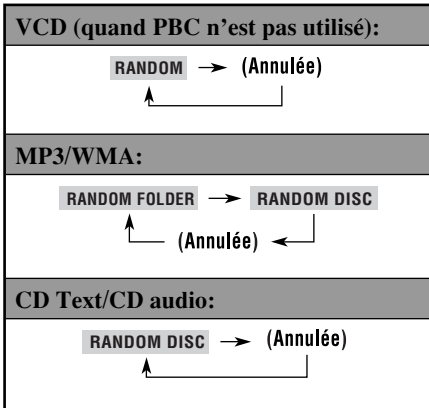 VCD (quand PBC n’est pas utilisé):
RANDOM → (Annulée)
MP3/WMA:
RANDOM FOLDER → RANDOM DISC
(Annulée)
CD Text/CD audio:
RANDOM DISC → (Annulée)